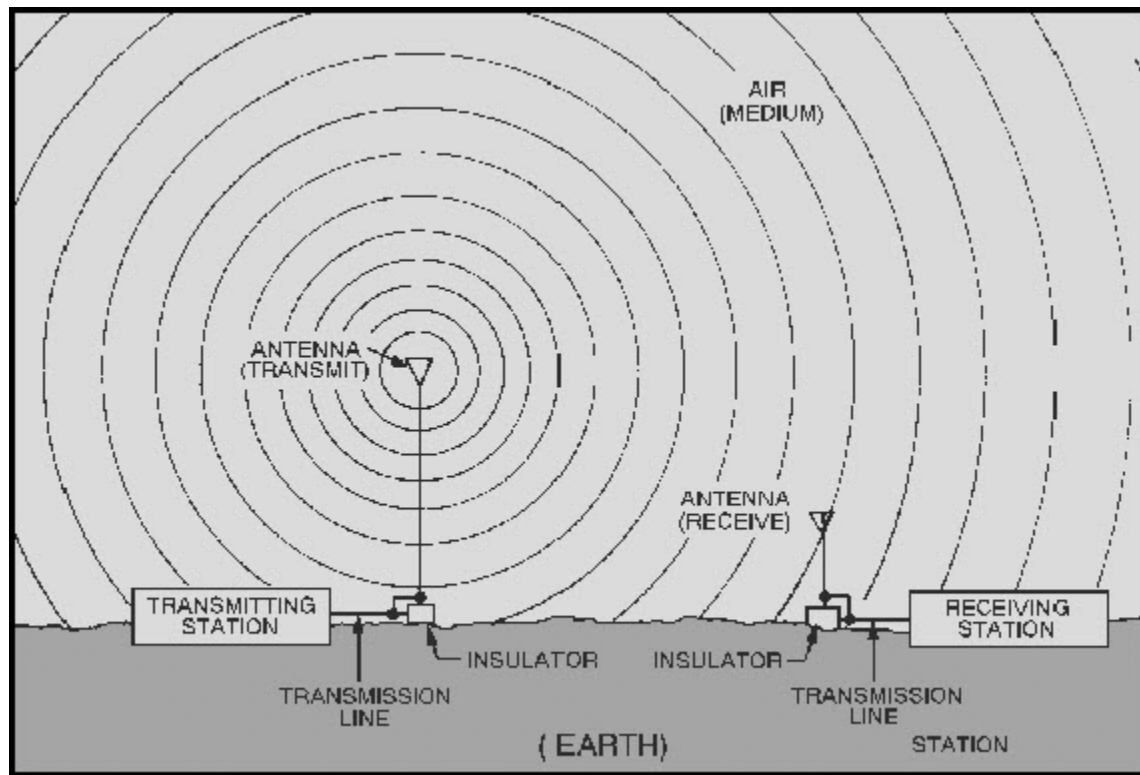 AIR
(MEDIUM)
ANTENNA
(TRANSMIT)
ANTENNA
(RECEIVE)
TRANSMITTING
STATION
RECEIVING
STATION
INSULATOR
INSULATOR
TRANSMISSION
LINE
TRANSMISSION
LINE
( EARTH)
STATION